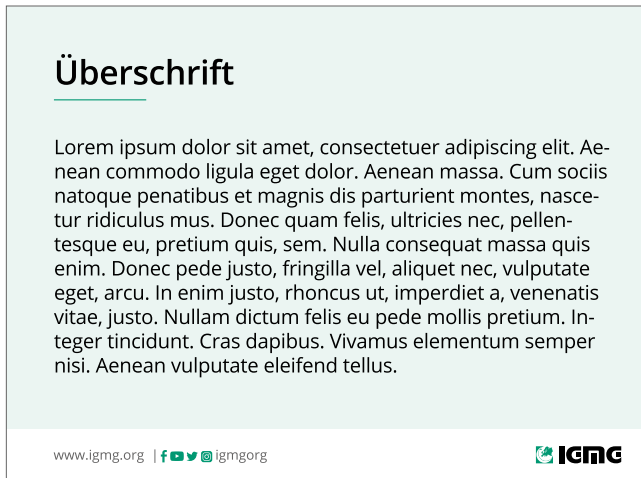 Überschrift
Lorem ipsum dolor sit amet, consectetuer adipiscing elit. Ae-
nean commodo ligula eget dolor. Aenean massa. Cum sociis
natoque penatibus et magnis dis parturient montes, nasce-
tur ridiculus mus. Donec quam felis, ultricies nec, pellen-
tesque eu, pretium quis, sem. Nulla consequat massa quis
enim. Donec pede justo, fringilla vel, aliquet nec, vulputate
eget, arcu. In enim justo, rhoncus ut, imperdiet a, venenatis
vitae, justo. Nullam dictum felis eu pede mollis pretium. In-
teger tincidunt. Cras dapibus. Vivamus elementum semper
nisi. Aenean vulputate eleifend tellus.
www.igmg.org | igmgorg
IGMG